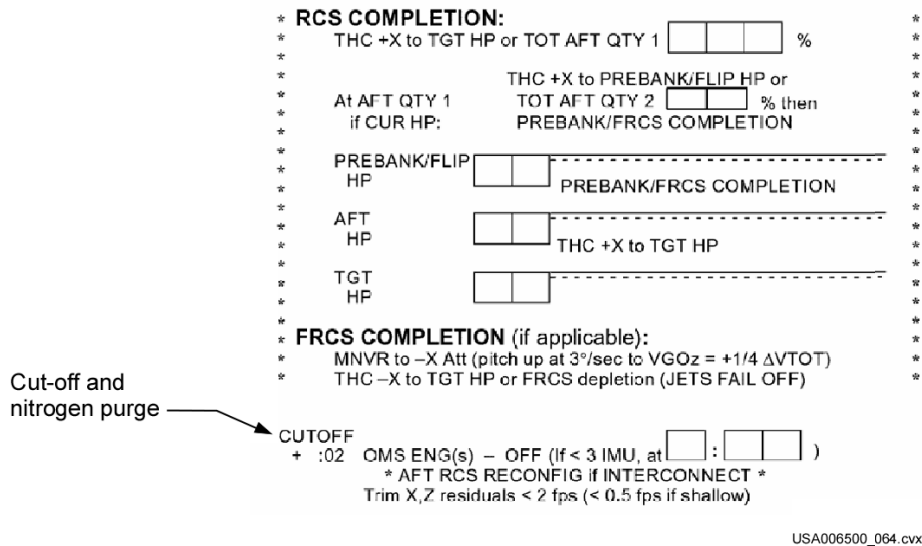 * RCS COMPLETION: *
* THC +X to TGT HP or TOT AFT QTY 1 % *
* *
* THC +X to PREBANK/FLIP HP or *
* At AFT QTY 1 TOT AFT QTY 2 % then *
* if CUR HP: PREBANK/FRCS COMPLETION *
* *
* PREBANK/FLIP *
* HP PREBANK/FRCS COMPLETION *
* *
* AFT *
* HP THC +X to TGT HP *
* *
* TGT *
* HP *
* *
* FRCS COMPLETION (if applicable): *
* MNVR to –X Att (pitch up at 3°/sec to VGOz = +1/4 ΔVTOT) *
* THC –X to TGT HP or FRCS depletion (JETS FAIL OFF) *
Cut-off and
nitrogen purge
CUTOFF
+ :02 OMS ENG(s) – OFF (If < 3 IMU, at : )
* AFT RCS RECONFIG if INTERCONNECT *
Trim X,Z residuals < 2 fps (< 0.5 fps if shallow)
USA006500_064.cvx